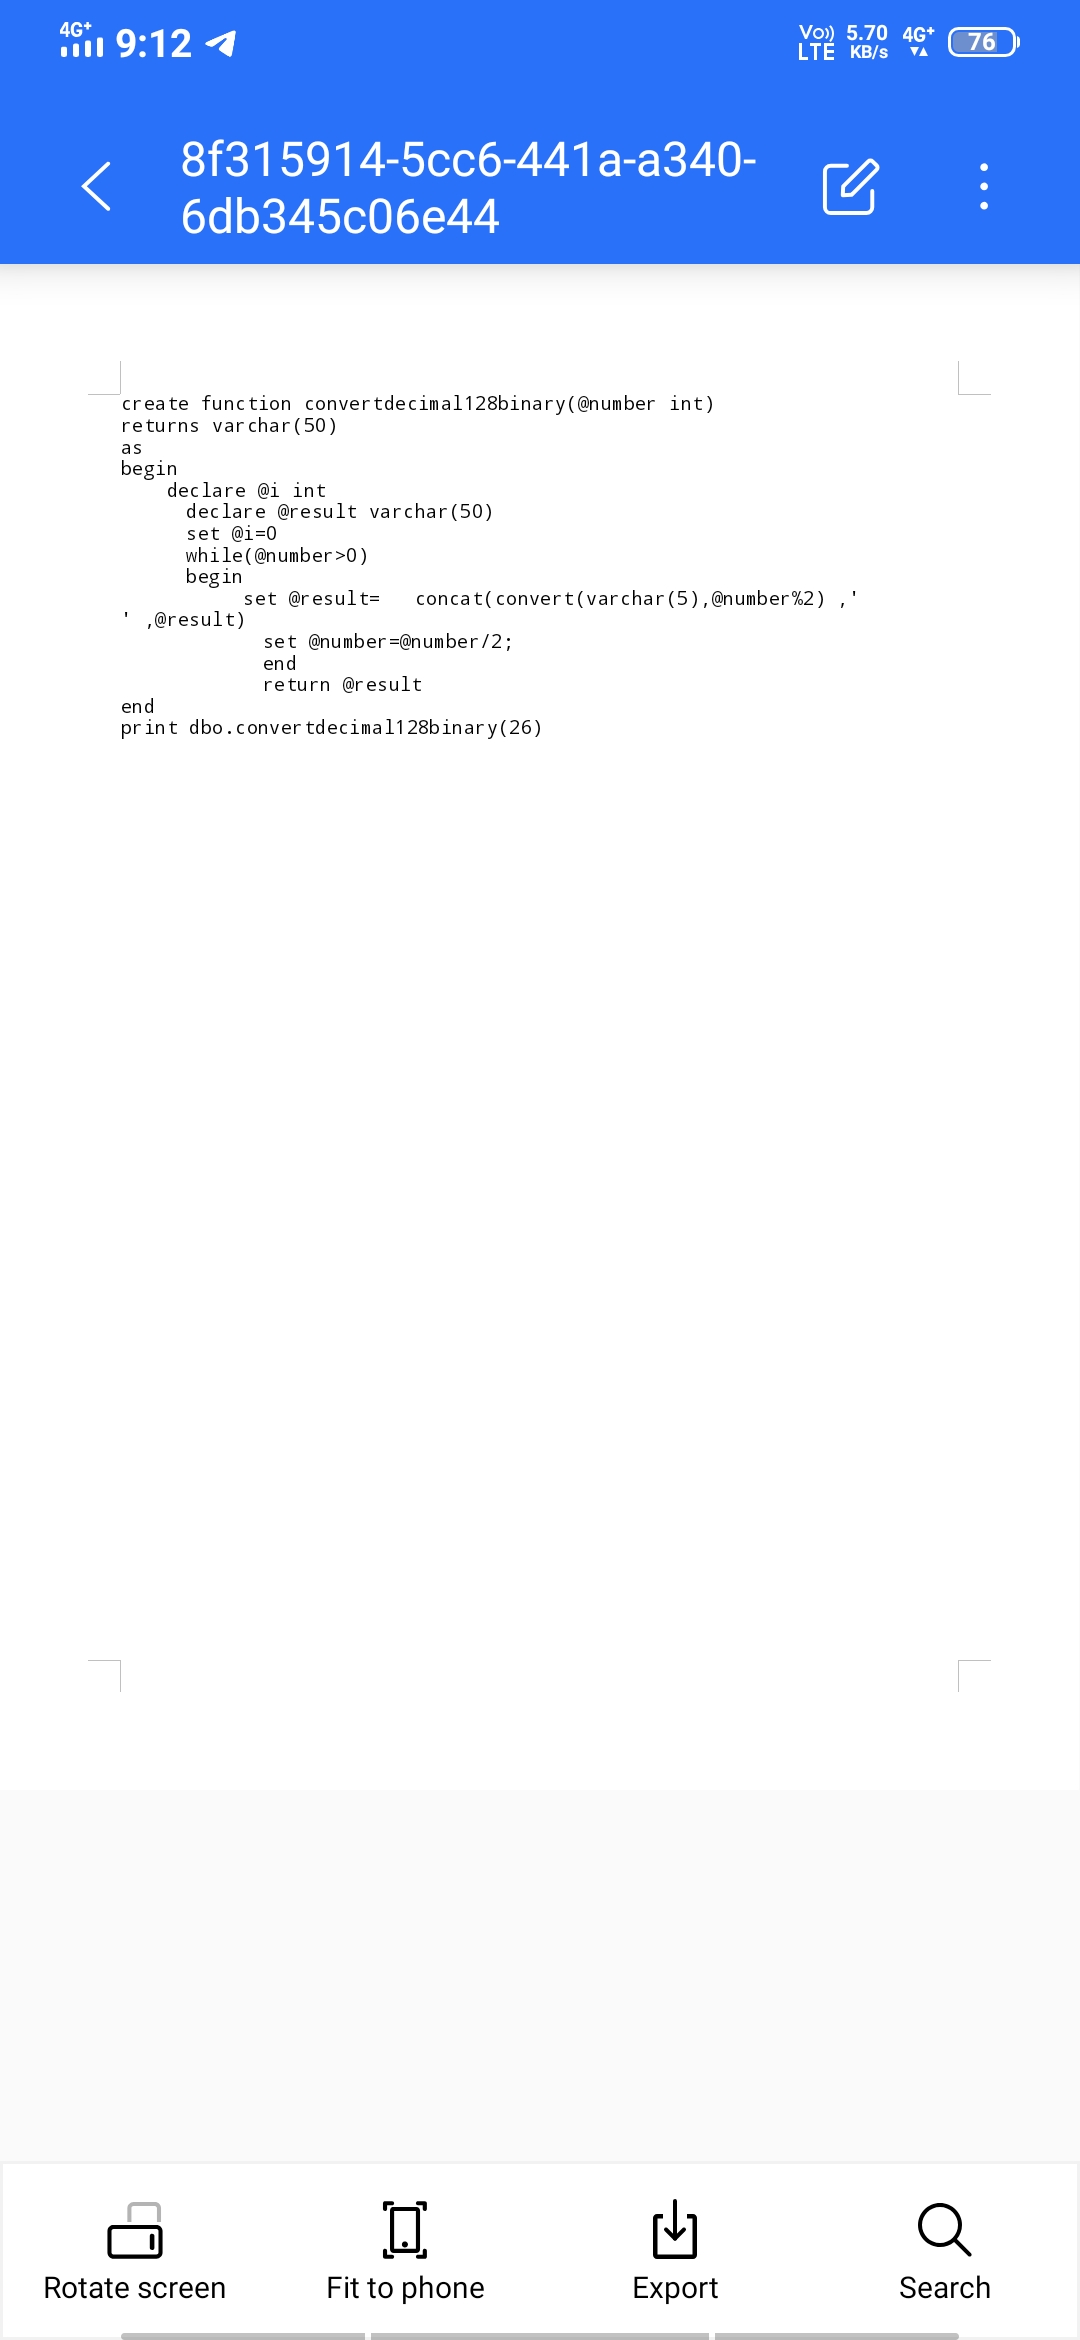 4G+ 9:12 Vo)) LTE 5.70 KB/s 4G+ 76
8f315914-5cc6-441a-a340-
6db345c06e44
create function convertdecimal128binary(@number int)
returns varchar(50)
as
begin
declare @i int
declare @result varchar(50)
set @i=0
while(@number>0)
begin
set @result= concat(convert(varchar(5),@number%2) ,'
' ,@result)
set @number=@number/2;
end
return @result
end
print dbo.convertdecimal128binary(26)
Rotate screen Fit to phone Export Search